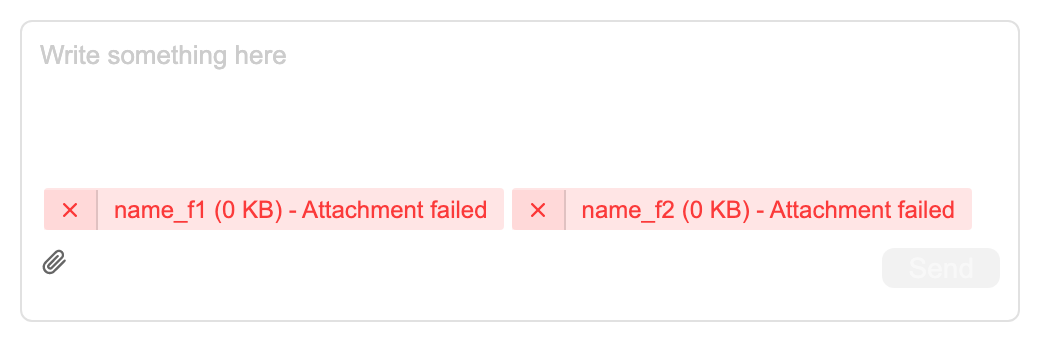 Write something here
× name_f1 (0 KB) - Attachment failed × name_f2 (0 KB) - Attachment failed
Send